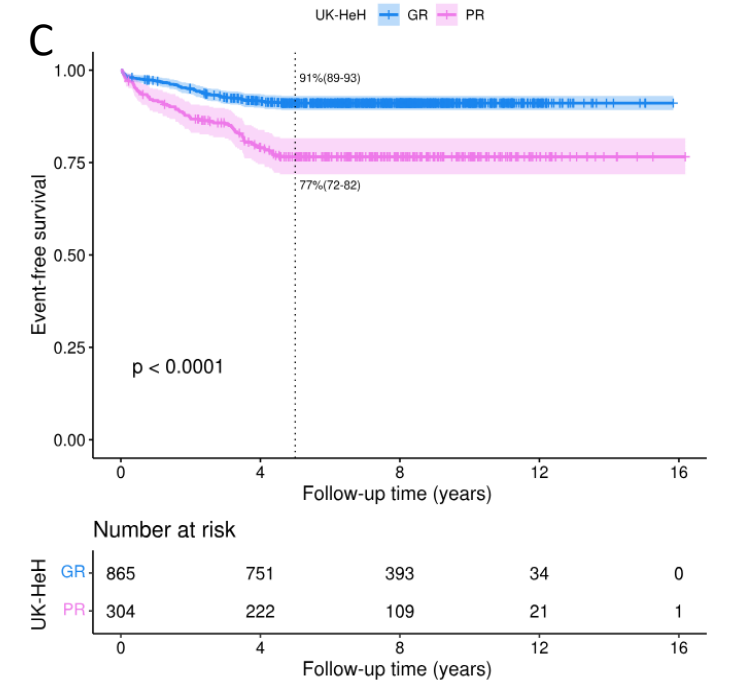 C
UK-HeH GR PR
Event-free survival
1.00
0.75
0.50
0.25
0.00
91%(89-93)
77%(72-82)
p < 0.0001
0 4 8 12 16
Follow-up time (years)
Number at risk
UK-HeH
GR 865 751 393 34 0
PR 304 222 109 21 1
0 4 8 12 16
Follow-up time (years)